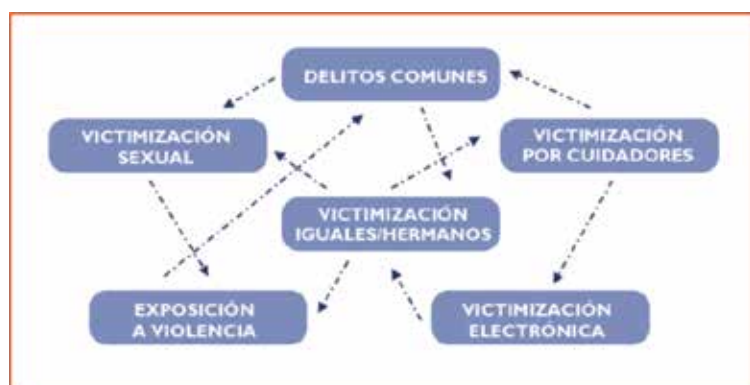 DELITOS COMUNES
VICTIMIZACIÓN
SEXUAL
VICTIMIZACIÓN
POR CUIDADORES
VICTIMIZACIÓN
IGUALES/HERMANOS
EXPOSICIÓN
A VIOLENCIA
VICTIMIZACIÓN
ELECTRÓNICA